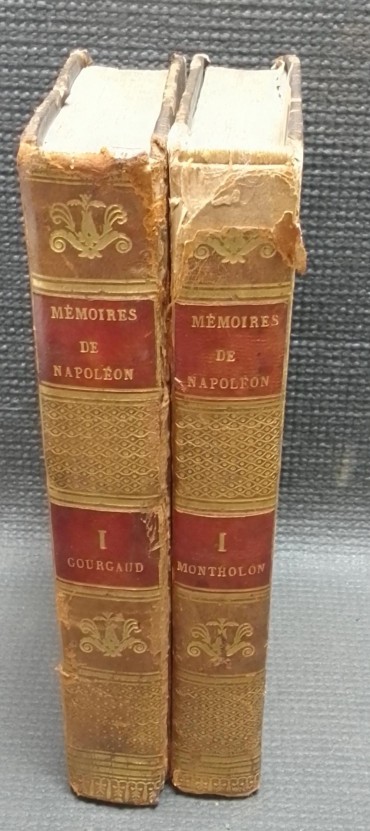 MÉMOIRES
DE
NAPOLÉON
I
GOURGAUD
MÉMOIRES
DE
NAPOLÉON
I
MONTHOLON